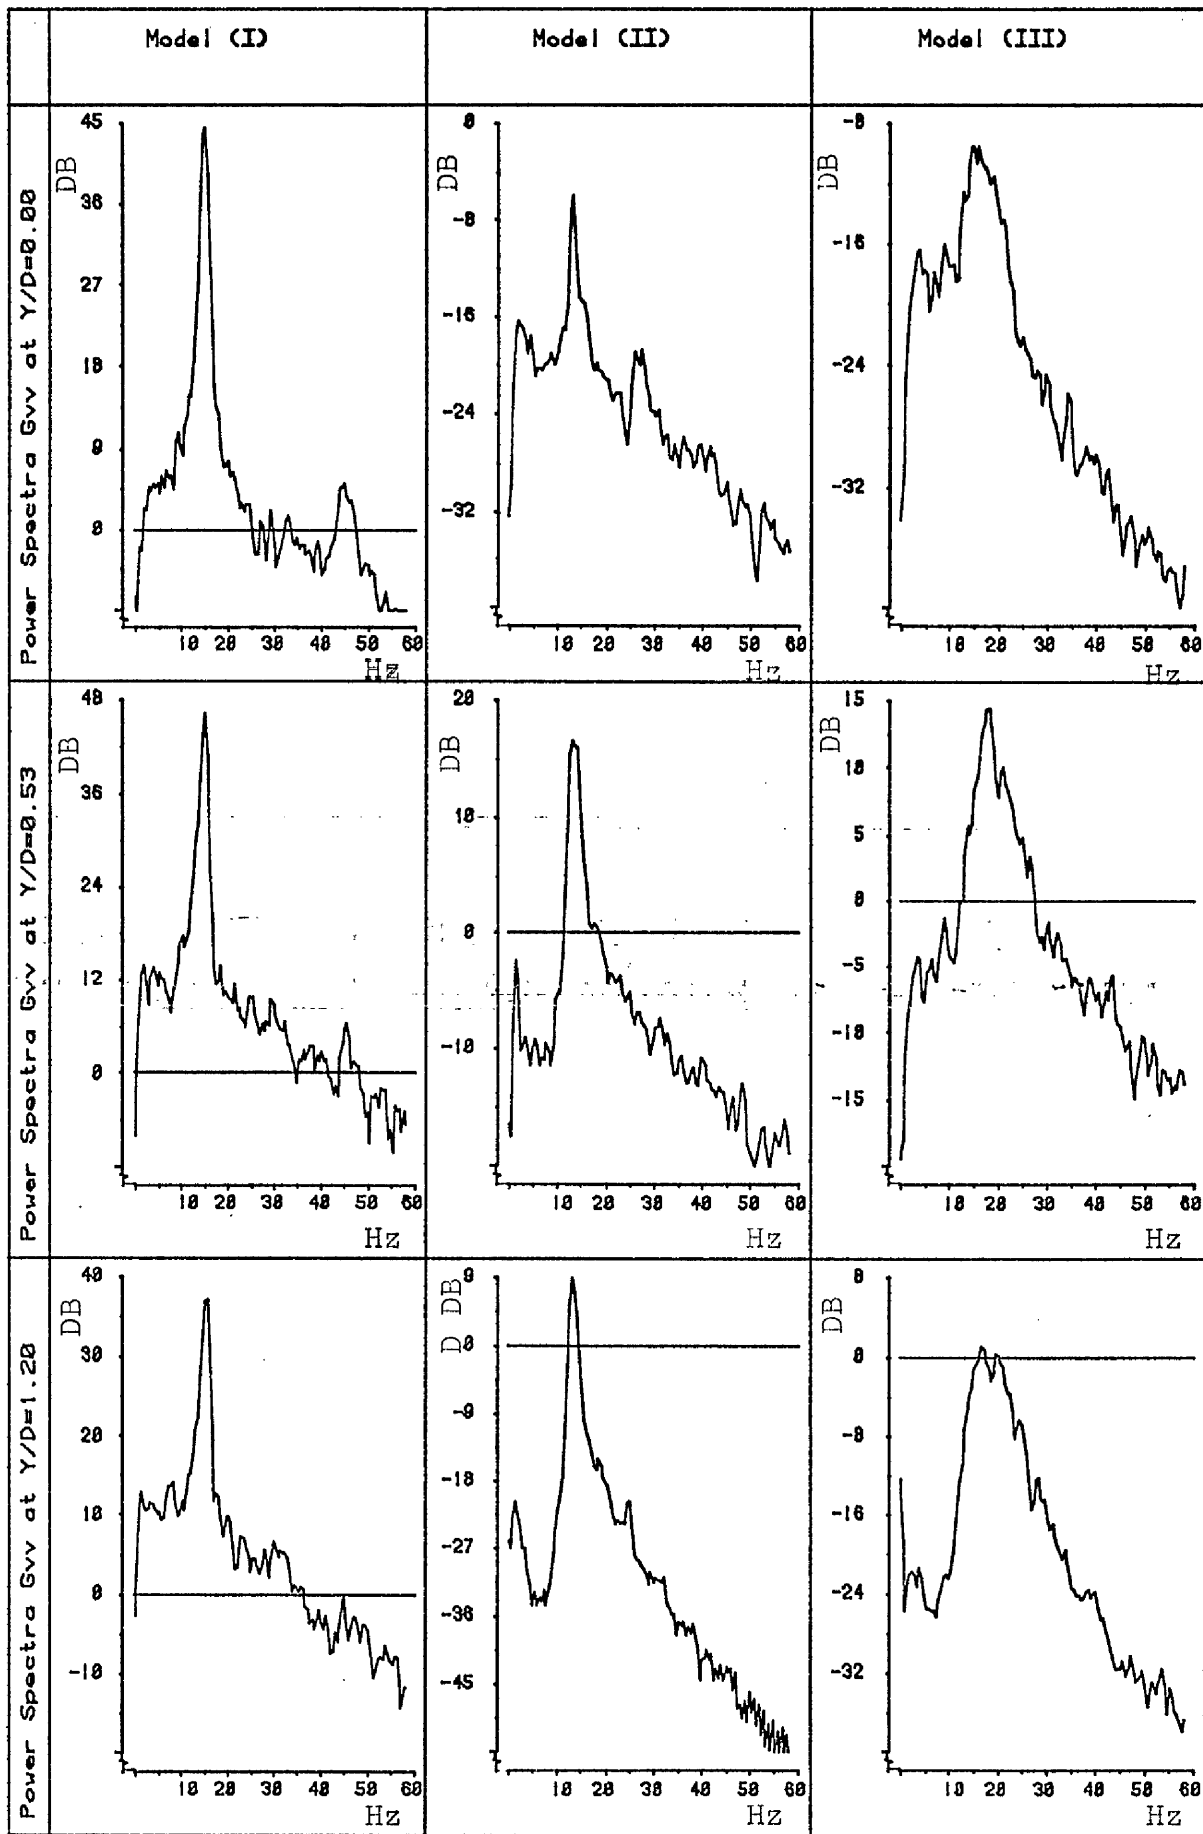 Model (I) Model (II) Model (III)
Power Spectra Gvv at Y/D=0.00
DB
45
36
27
18
9
0
10 20 30 40 50 60
Hz
DB
0
-8
-16
-24
-32
10 20 30 40 50 60
Hz
DB
-8
-16
-24
-32
10 20 30 40 50 60
Hz
Power Spectra Gvv at Y/D=0.53
DB
48
36
24
12
0
10 20 30 40 50 60
Hz
DB
20
10
0
-10
10 20 30 40 50 60
Hz
DB
15
10
5
0
-5
-10
-15
10 20 30 40 50 60
Hz
Power Spectra Gvv at Y/D=1.20
DB
40
30
20
10
0
-10
10 20 30 40 50 60
Hz
D DB
9
0
-9
-18
-27
-36
-45
10 20 30 40 50 60
Hz
DB
8
0
-8
-16
-24
-32
10 20 30 40 50 60
Hz